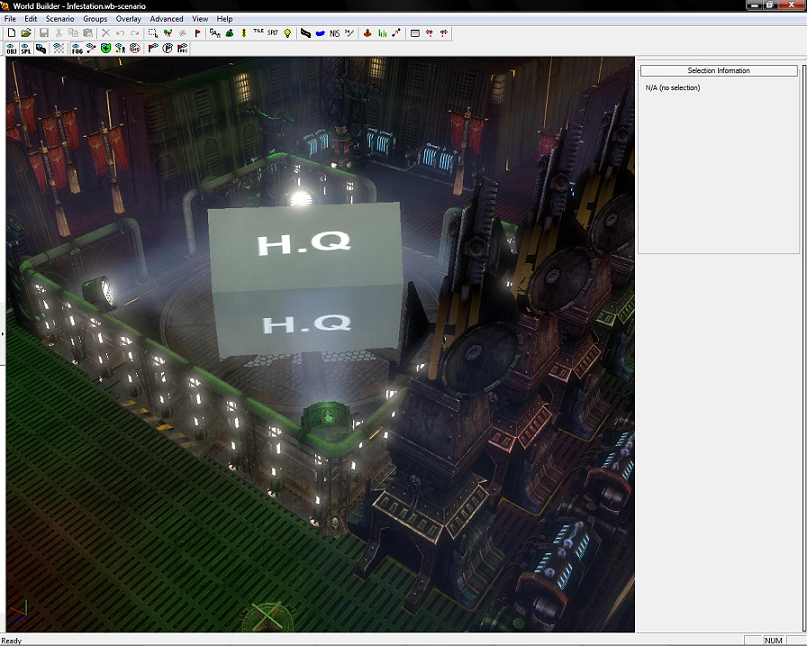 World Builder - Infestation.wb-scenario
File Edit Scenario Groups Overlay Advanced View Help
TILE SPLT NIS
OBJ SPL FOG
Selection Information
N/A (no selection)
H.Q
H.Q
Ready
NUM